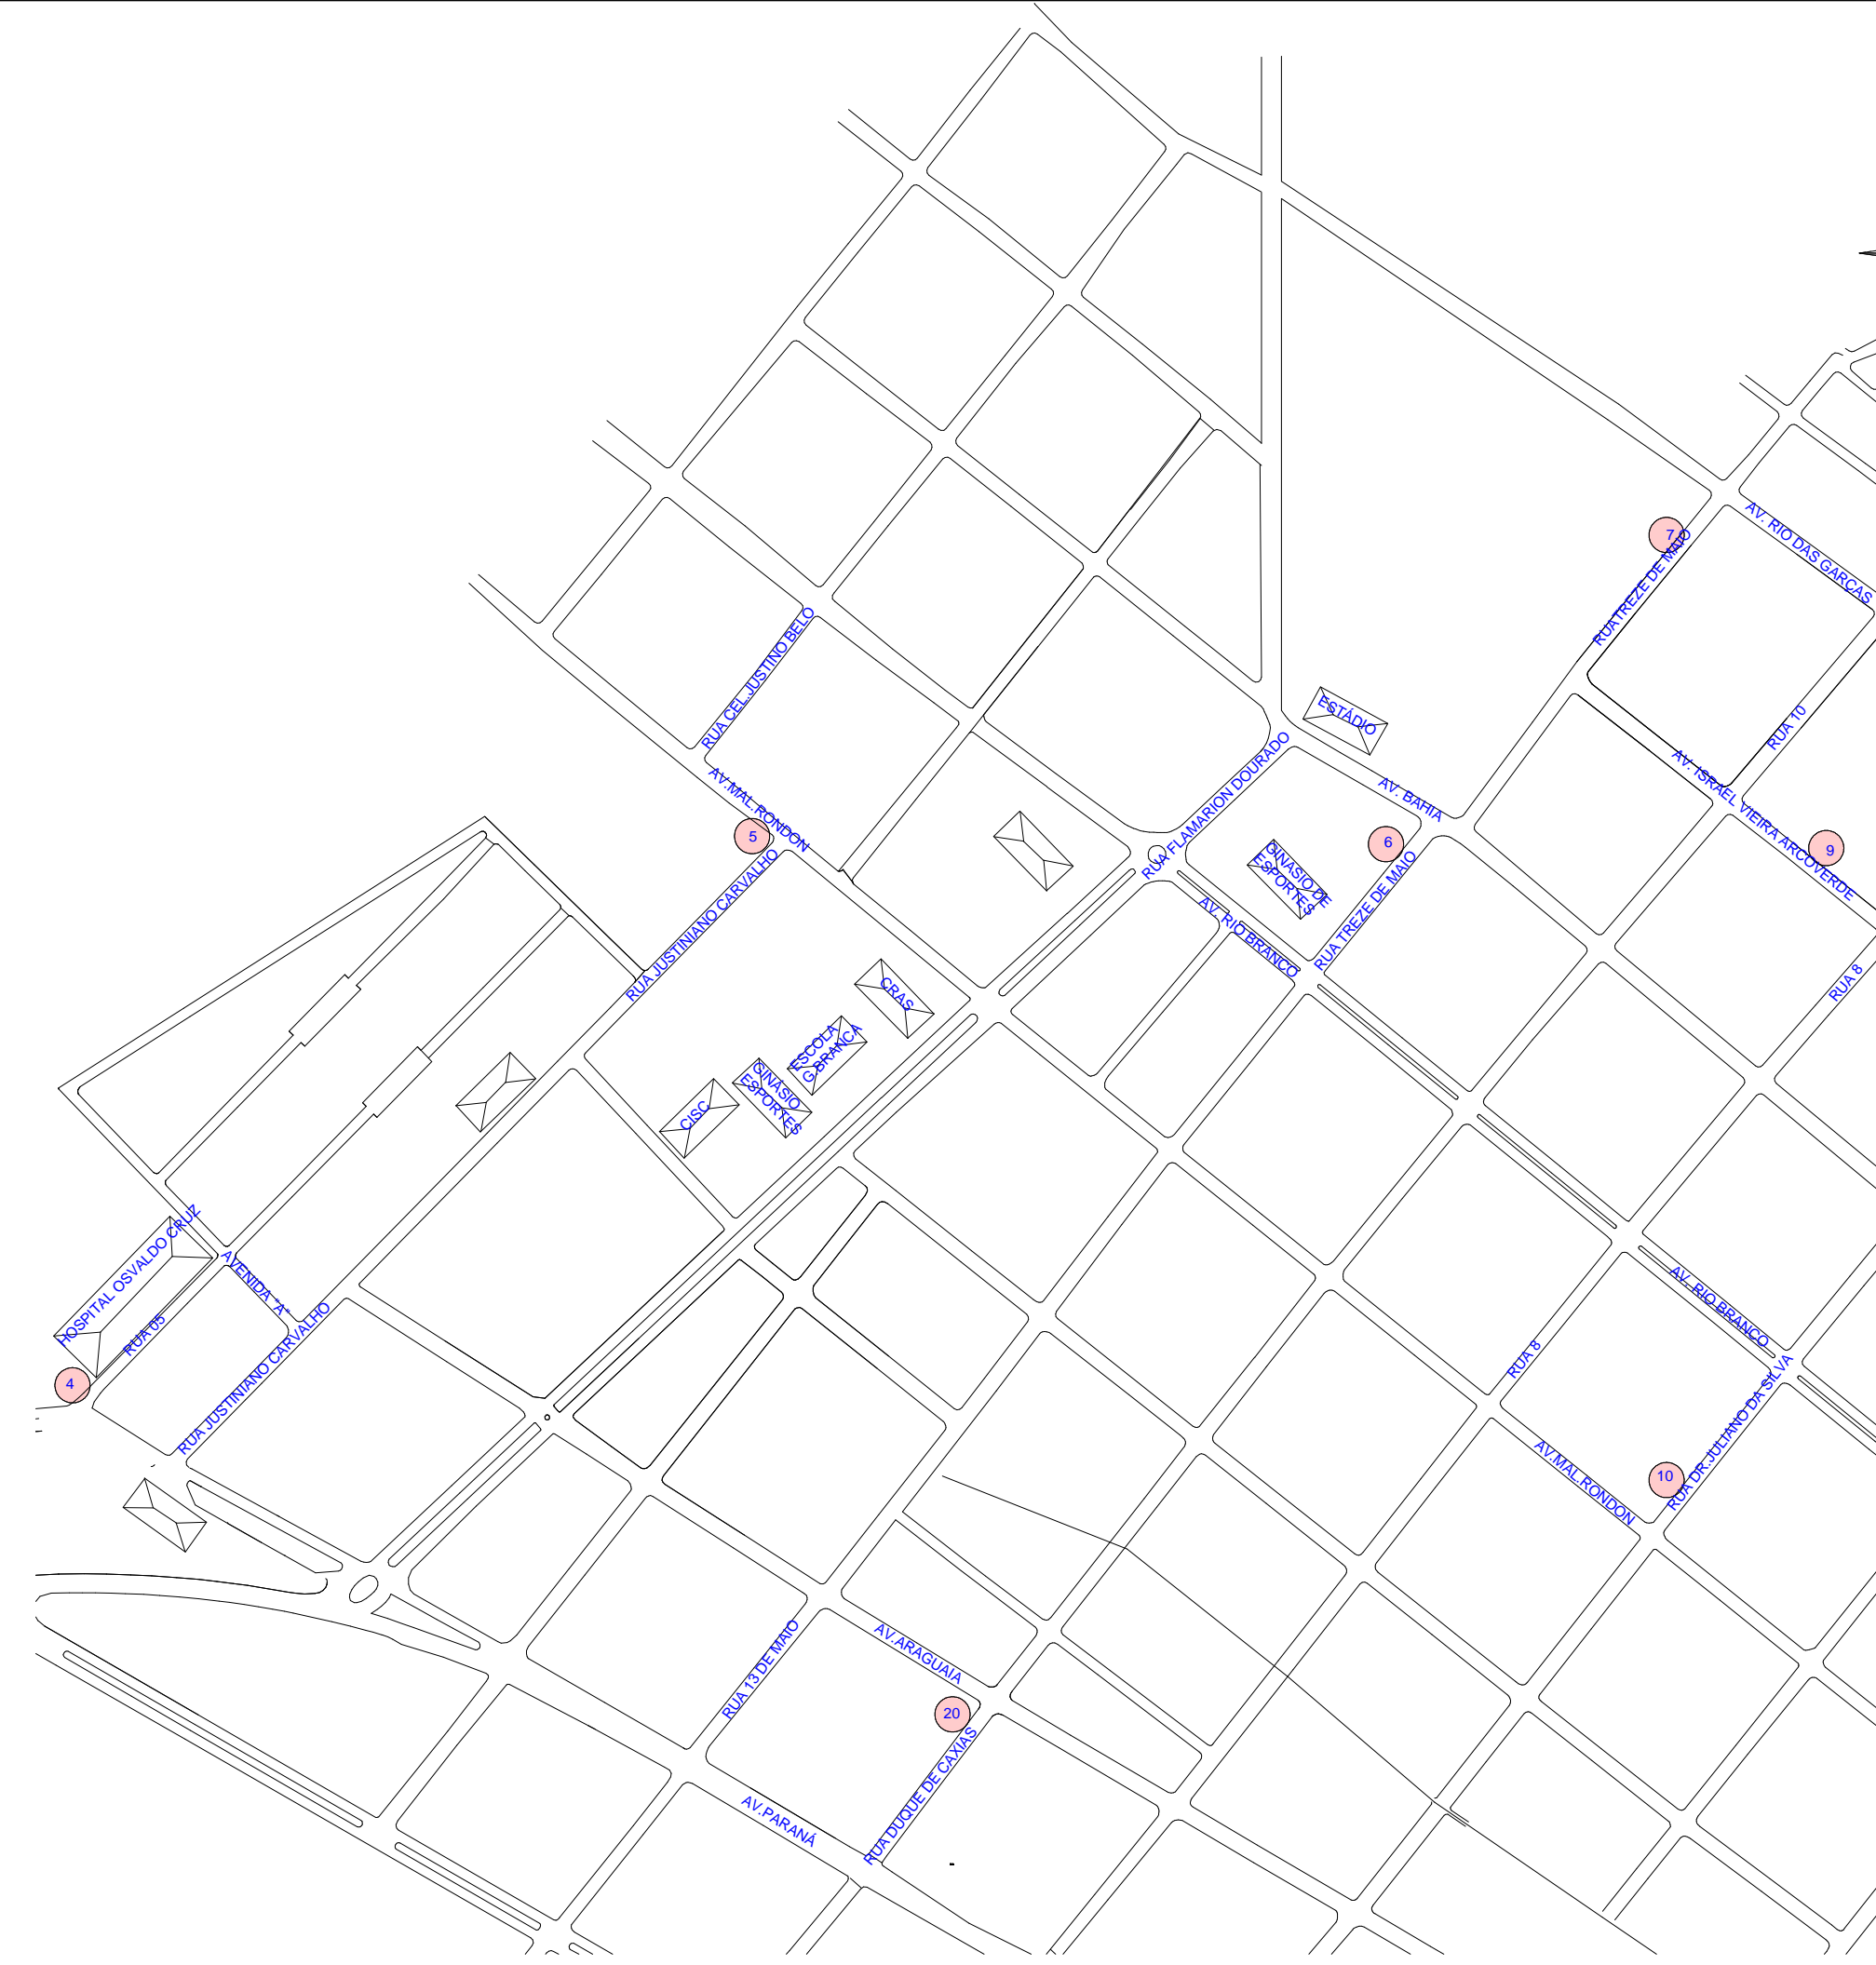 7
AV. RIO DAS GARCAS
RUA TREZE DE MAIO
RUA CEL.JUSTINO BELO
ESTÁDIO
RUA 10
RUA FLAMARION DOURADO
AV. BAHIA
AV. ISRAEL VIEIRA ARCOVERDE
AV.MAL.RONDON
5
6
9
RUA JUSTINIANO CARVALHO
GINASIO DE
ESPORTES
RUA TREZE DE MAIO
AV. RIO BRANCO
RUA 8
CRAS
ESCOLA
G.BRANCA
GINASIO
ESPORTES
CISC
HOSPITAL OSVALDO CRUZ
AVENIDA "A"
RUA 05
AV. RIO BRANCO
RUA 8
4
RUA JUSTINIANO CARVALHO
RUA DR.JULIANO DA SILVA
AV.MAL.RONDON
10
RUA 13 DE MAIO
AV.ARAGUAIA
20
RUA DUQUE DE CAXIAS
AV.PARANÁ